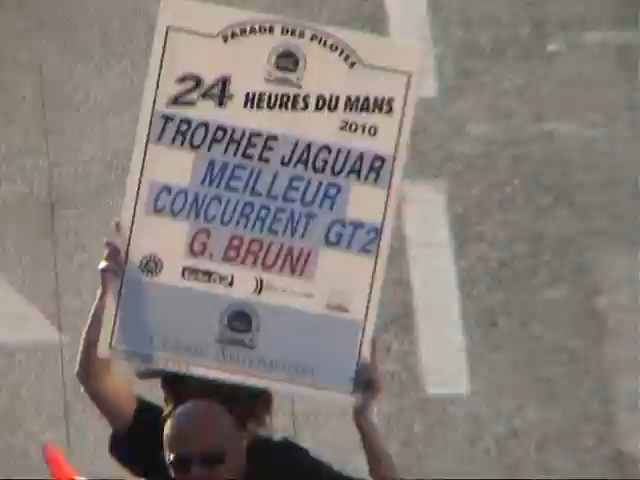 PARADE DES PILOTES
24 HEURES DU MANS
2010
TROPHEE JAGUAR
MEILLEUR
CONCURRENT GT2
G. BRUNI